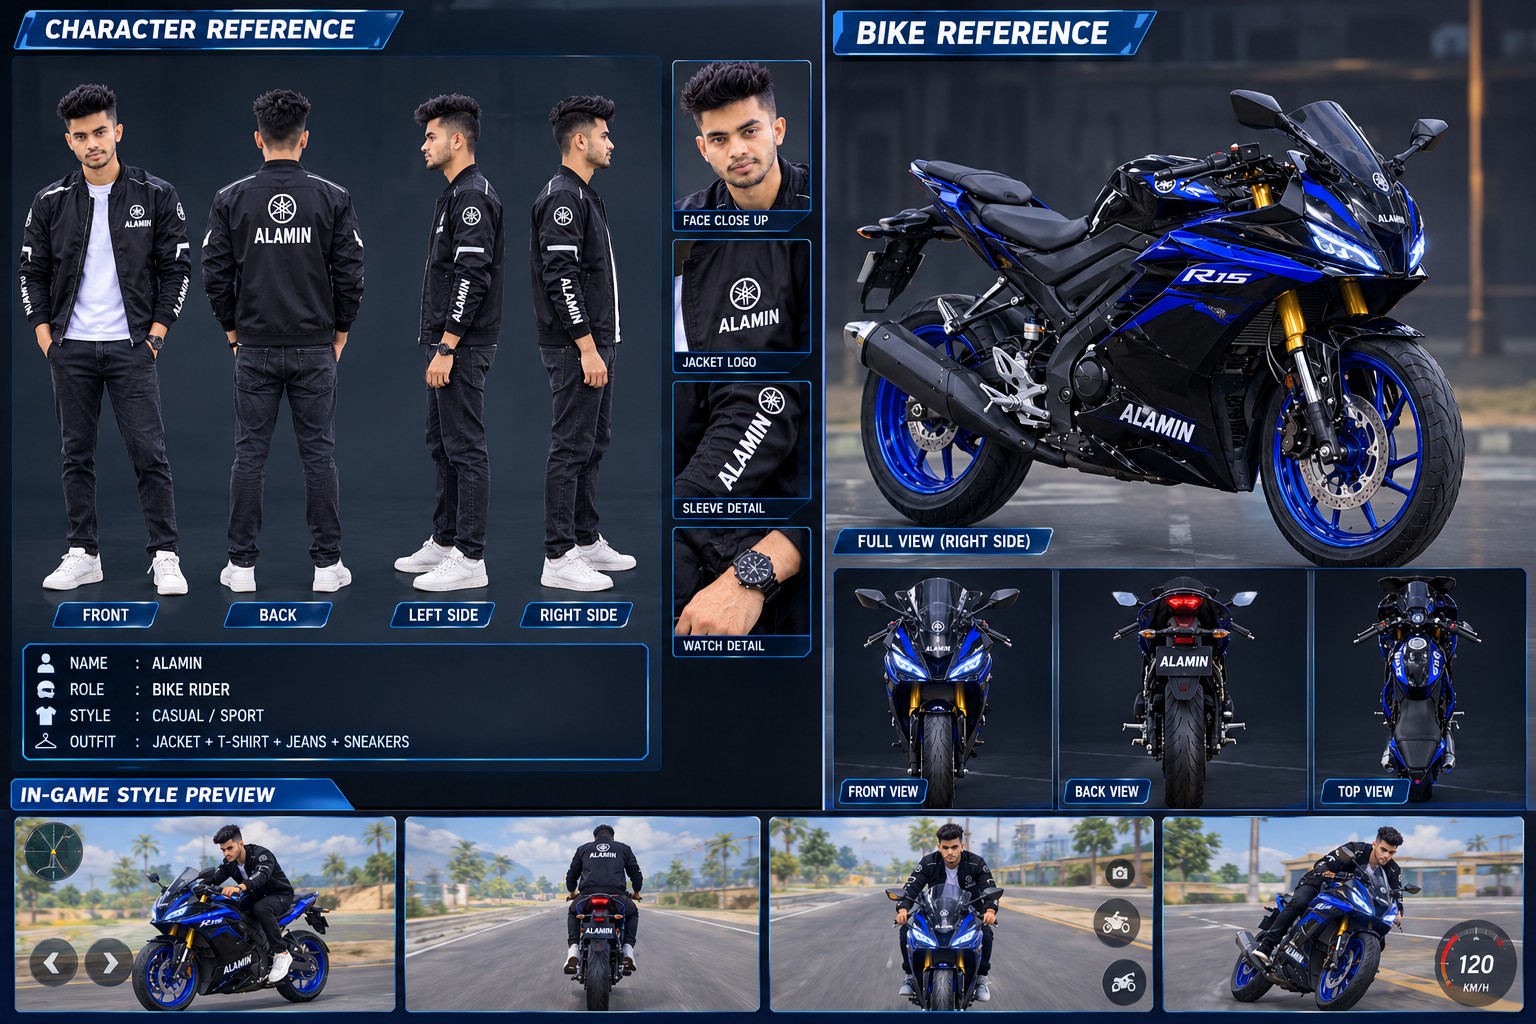 CHARACTER REFERENCE
ALAMIN
ALAMIN
ALAMIN
ALAMIN
ALAMIN
ALAMIN
FRONT
BACK
LEFT SIDE
RIGHT SIDE
FACE CLOSE UP
ALAMIN
JACKET LOGO
ALAMIN
SLEEVE DETAIL
WATCH DETAIL
NAME : ALAMIN
ROLE : BIKE RIDER
STYLE : CASUAL / SPORT
OUTFIT : JACKET + T-SHIRT + JEANS + SNEAKERS
BIKE REFERENCE
ALAMIN
R15
ALAMIN
FULL VIEW (RIGHT SIDE)
ALAMIN
FRONT VIEW
ALAMIN
BACK VIEW
TOP VIEW
IN-GAME STYLE PREVIEW
R15
ALAMIN
ALAMIN
ALAMIN
ALAMIN
120
KM/H